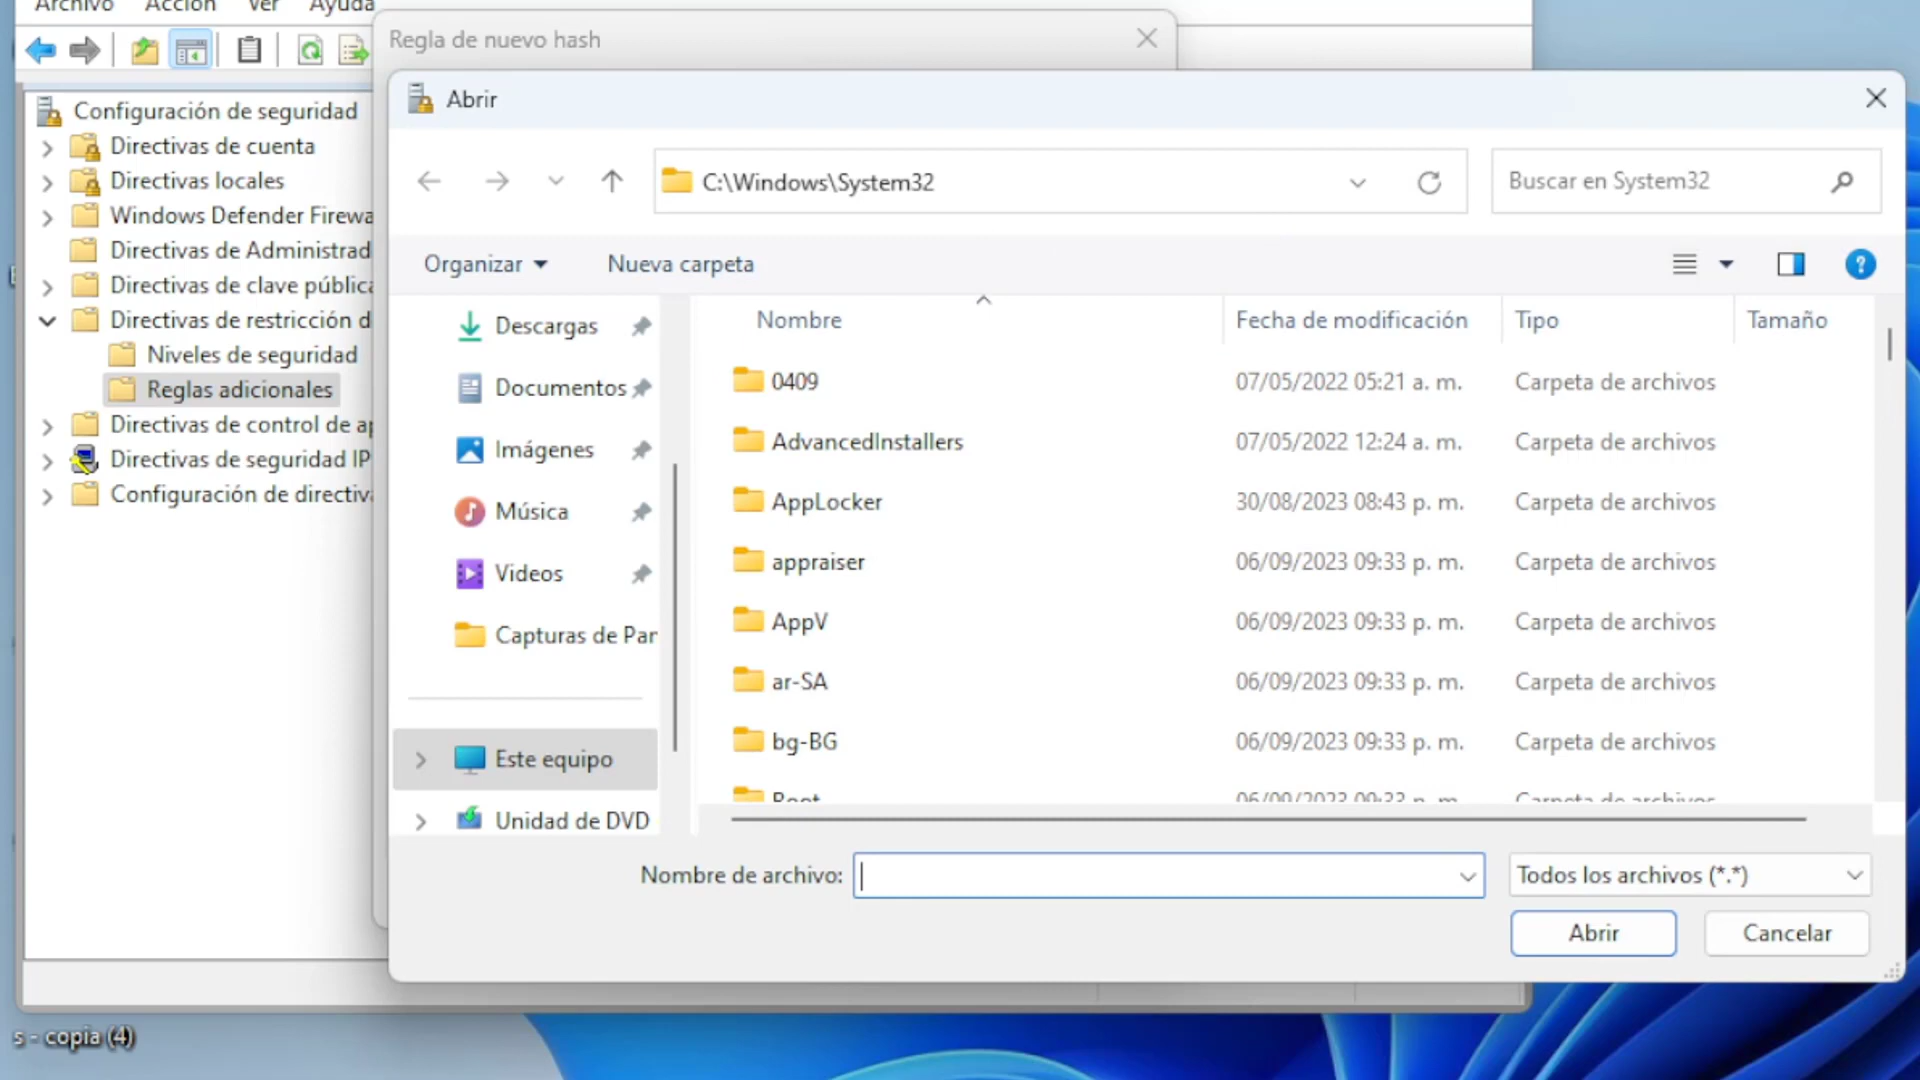 Archivo Acción Ver Ayuda
Regla de nuevo hash
Configuración de seguridad
Directivas de cuenta
Directivas locales
Windows Defender Firewa
Directivas de Administrad
Directivas de clave pública
Directivas de restricción d
Niveles de seguridad
Reglas adicionales
Directivas de control de ap
Directivas de seguridad IP
Configuración de directiva
Abrir
C:\Windows\System32
Buscar en System32
Organizar
Nueva carpeta
Descargas
Documentos
Imágenes
Música
Videos
Capturas de Pan
Este equipo
Unidad de DVD
Nombre Fecha de modificación Tipo Tamaño
0409 07/05/2022 05:21 a. m. Carpeta de archivos
AdvancedInstallers 07/05/2022 12:24 a. m. Carpeta de archivos
AppLocker 30/08/2023 08:43 p. m. Carpeta de archivos
appraiser 06/09/2023 09:33 p. m. Carpeta de archivos
AppV 06/09/2023 09:33 p. m. Carpeta de archivos
ar-SA 06/09/2023 09:33 p. m. Carpeta de archivos
bg-BG 06/09/2023 09:33 p. m. Carpeta de archivos
Boot 06/09/2023 09:33 p. m. Carpeta de archivos
Nombre de archivo:
Todos los archivos (*.*)
Abrir
Cancelar
s - copia (4)